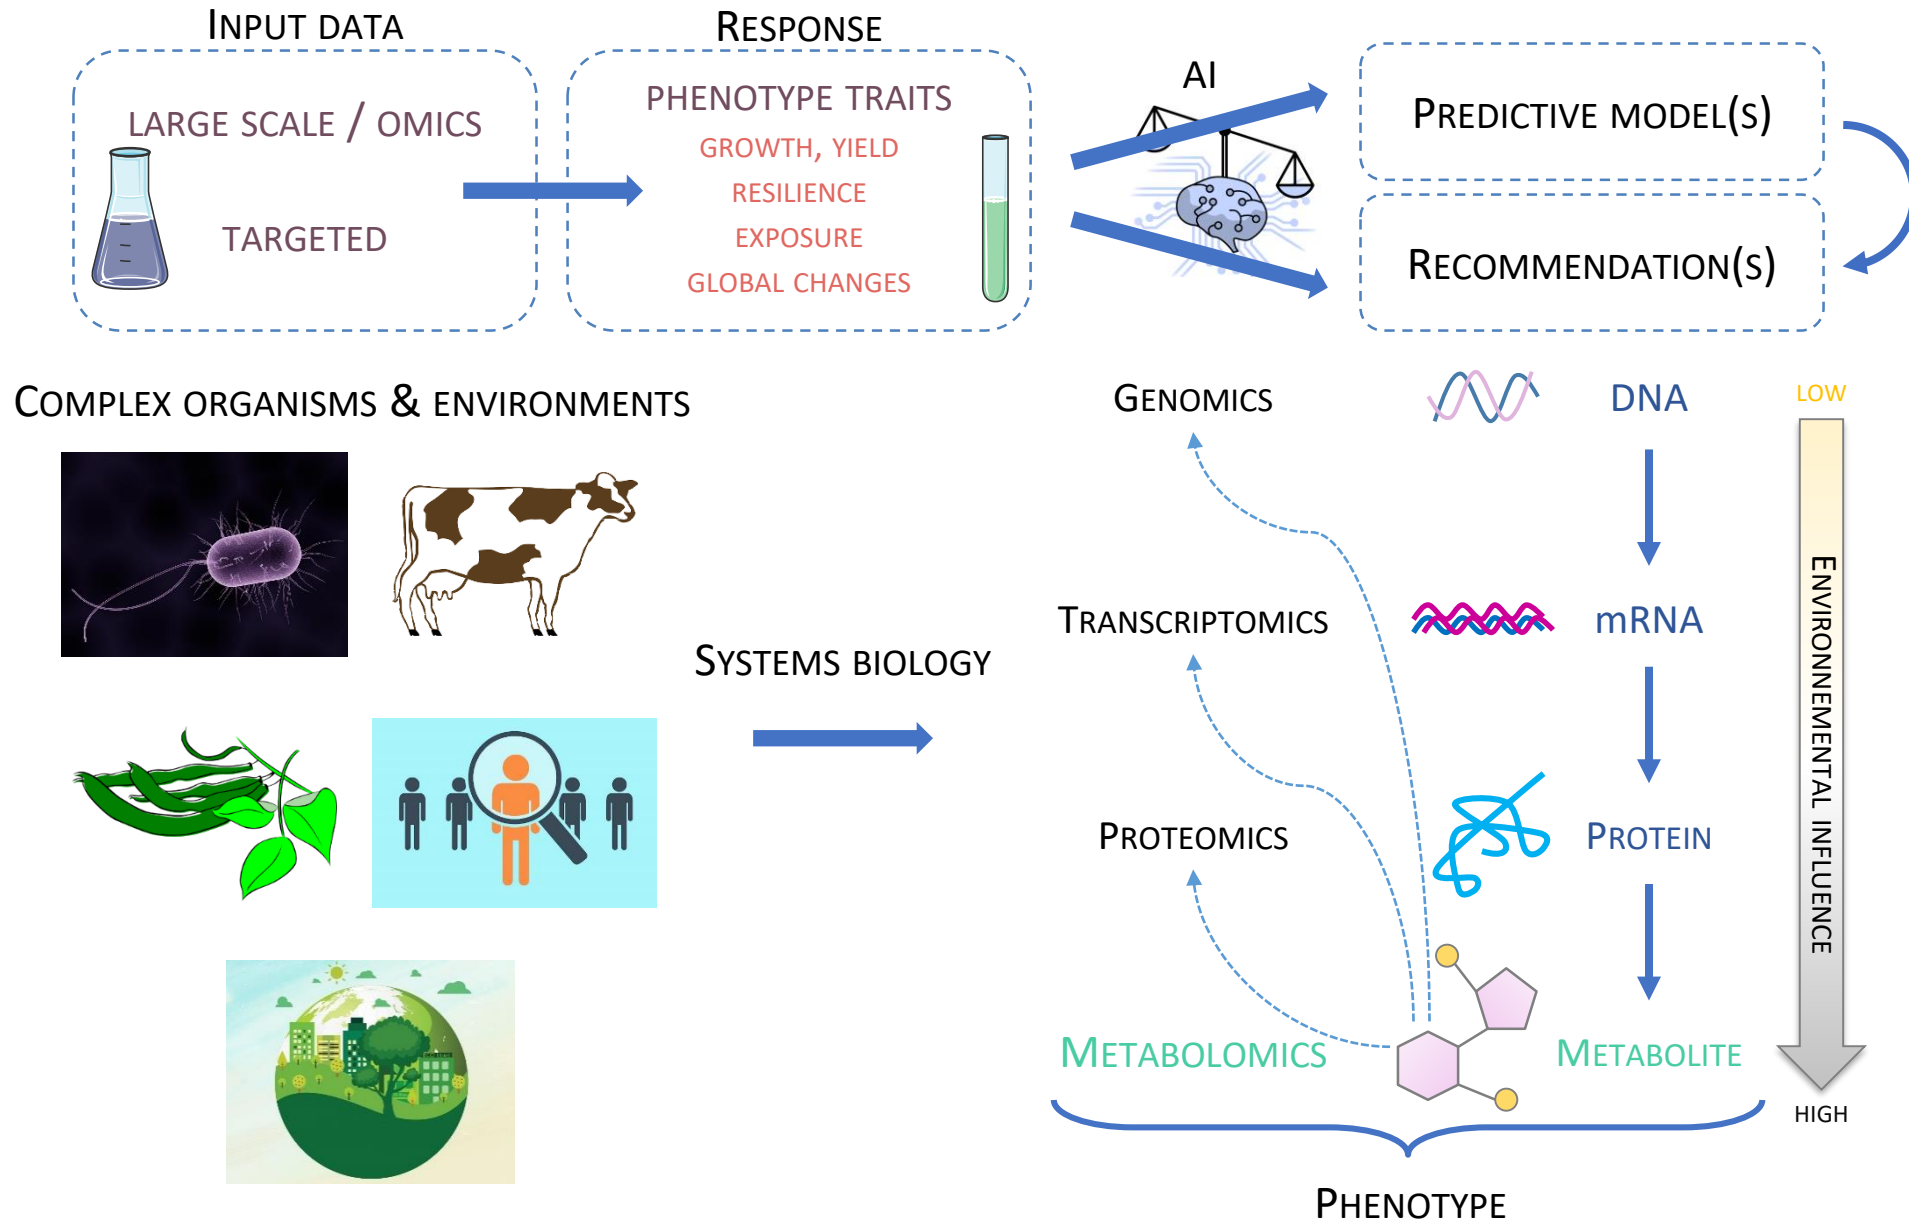 INPUT DATA
LARGE SCALE / OMICS
TARGETED
RESPONSE
PHENOTYPE TRAITS
GROWTH, YIELD
RESILIENCE
EXPOSURE
GLOBAL CHANGES
AI
PREDICTIVE MODEL(S)
RECOMMENDATION(S)
COMPLEX ORGANISMS & ENVIRONMENTS
SYSTEMS BIOLOGY
GENOMICS
DNA
TRANSCRIPTOMICS
mRNA
PROTEOMICS
PROTEIN
METABOLOMICS
METABOLITE
PHENOTYPE
LOW
ENVIRONNEMENTAL INFLUENCE
HIGH